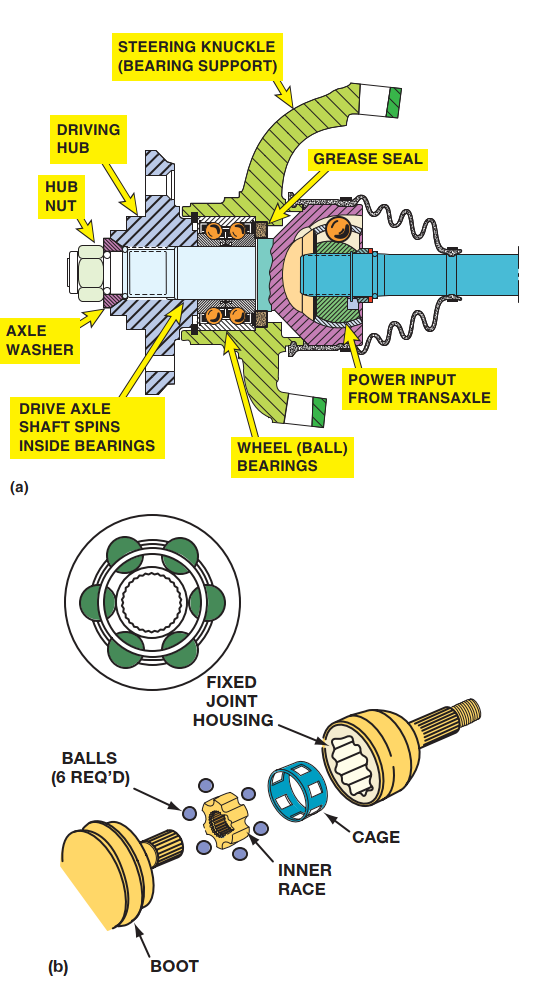 STEERING KNUCKLE
(BEARING SUPPORT)
DRIVING
HUB
GREASE SEAL
HUB
NUT
AXLE
WASHER
POWER INPUT
FROM TRANSAXLE
DRIVE AXLE
SHAFT SPINS
INSIDE BEARINGS
WHEEL (BALL)
BEARINGS
(a)
FIXED
JOINT
HOUSING
BALLS
(6 REQ'D)
CAGE
INNER
RACE
BOOT
(b)